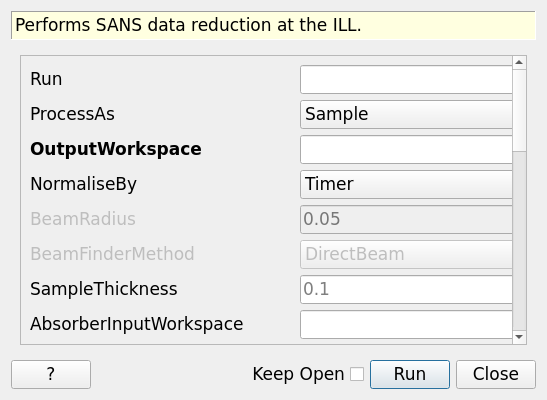 Performs SANS data reduction at the ILL.
Run
ProcessAs Sample
OutputWorkspace
NormaliseBy Timer
BeamRadius 0.05
BeamFinderMethod DirectBeam
SampleThickness 0.1
AbsorberInputWorkspace
? Keep Open Run Close